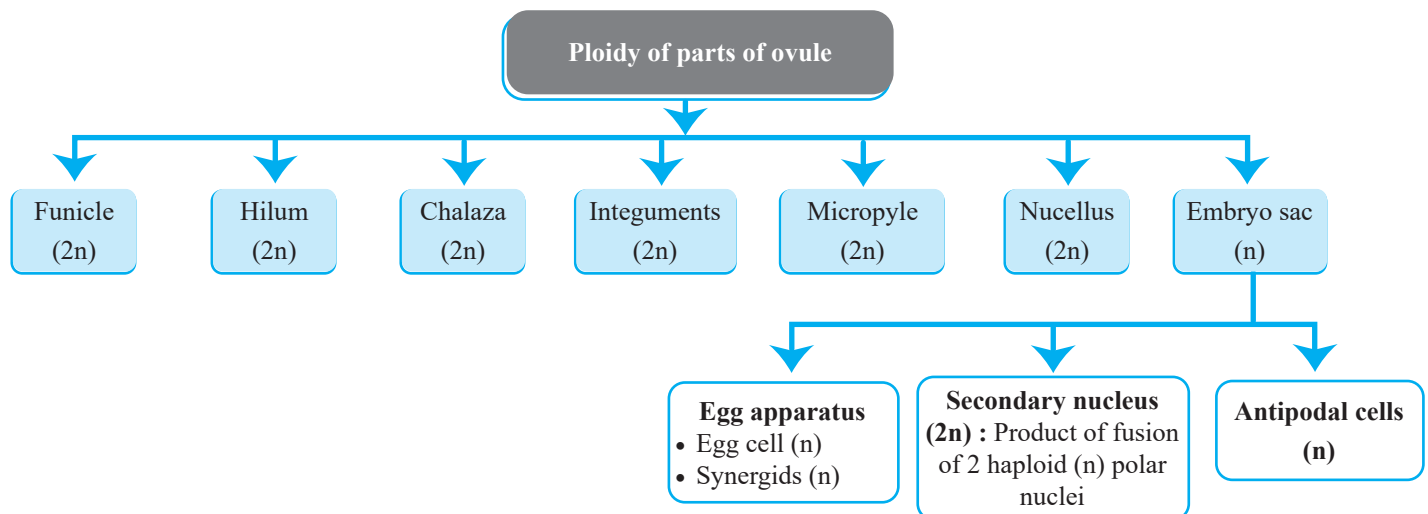 Ploidy of parts of ovule
Funicle
(2n)
Hilum
(2n)
Chalaza
(2n)
Integuments
(2n)
Micropyle
(2n)
Nucellus
(2n)
Embryo sac
(n)
Egg apparatus
• Egg cell (n)
• Synergids (n)
Secondary nucleus
(2n) : Product of fusion
of 2 haploid (n) polar
nuclei
Antipodal cells
(n)